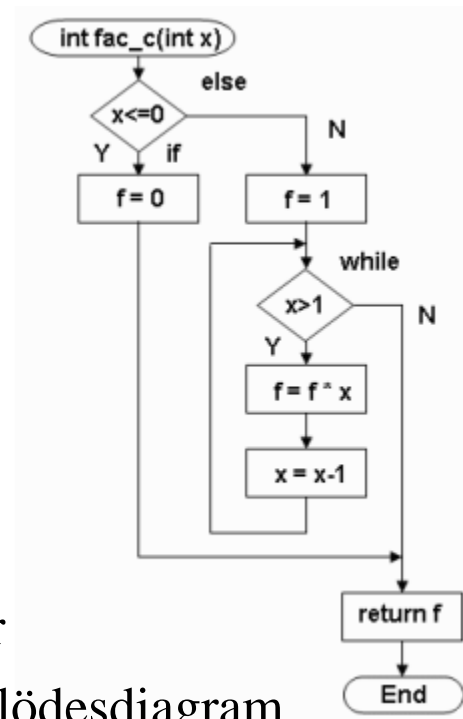 int fac_c(int x)
else
x<=0
N
Y if
f = 0
f = 1
while
x>1
N
Y
f = f * x
x = x-1
return f
r
End
lödesdiagram